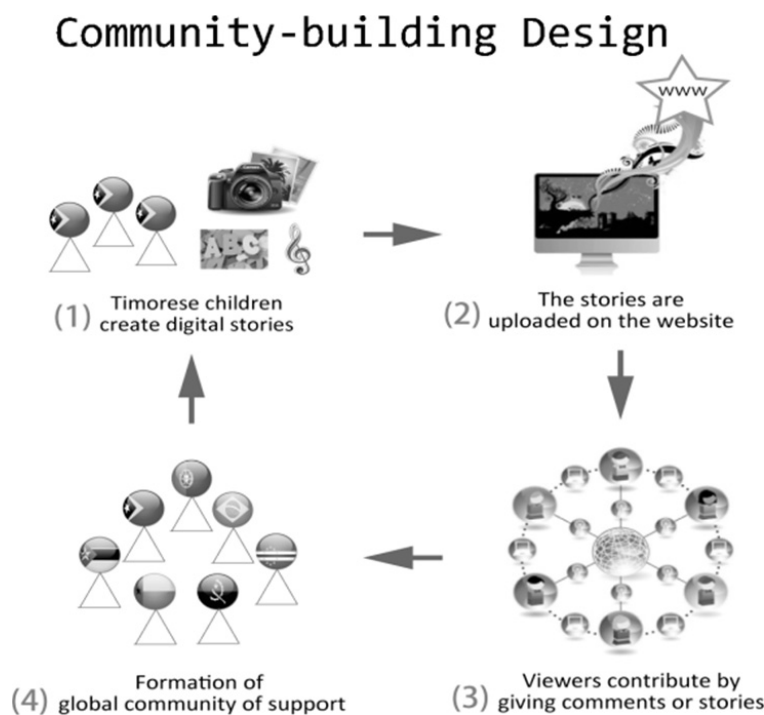 Community-building Design
www
ABC
(1) Timorese children
create digital stories
(2) The stories are
uploaded on the website
(4) Formation of
global community of support
(3) Viewers contribute by
giving comments or stories